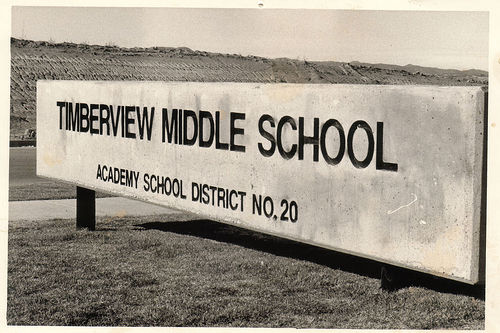 TIMBERVIEW MIDDLE SCHOOL
ACADEMY SCHOOL DISTRICT NO. 20